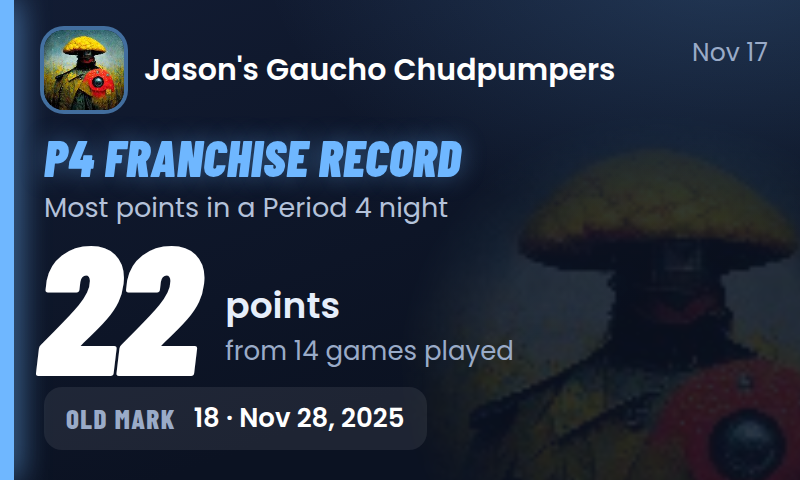 Jason's Gaucho Chudpumpers
Nov 17
P4 FRANCHISE RECORD
Most points in a Period 4 night
22
points
from 14 games played
OLD MARK 18 · Nov 28, 2025